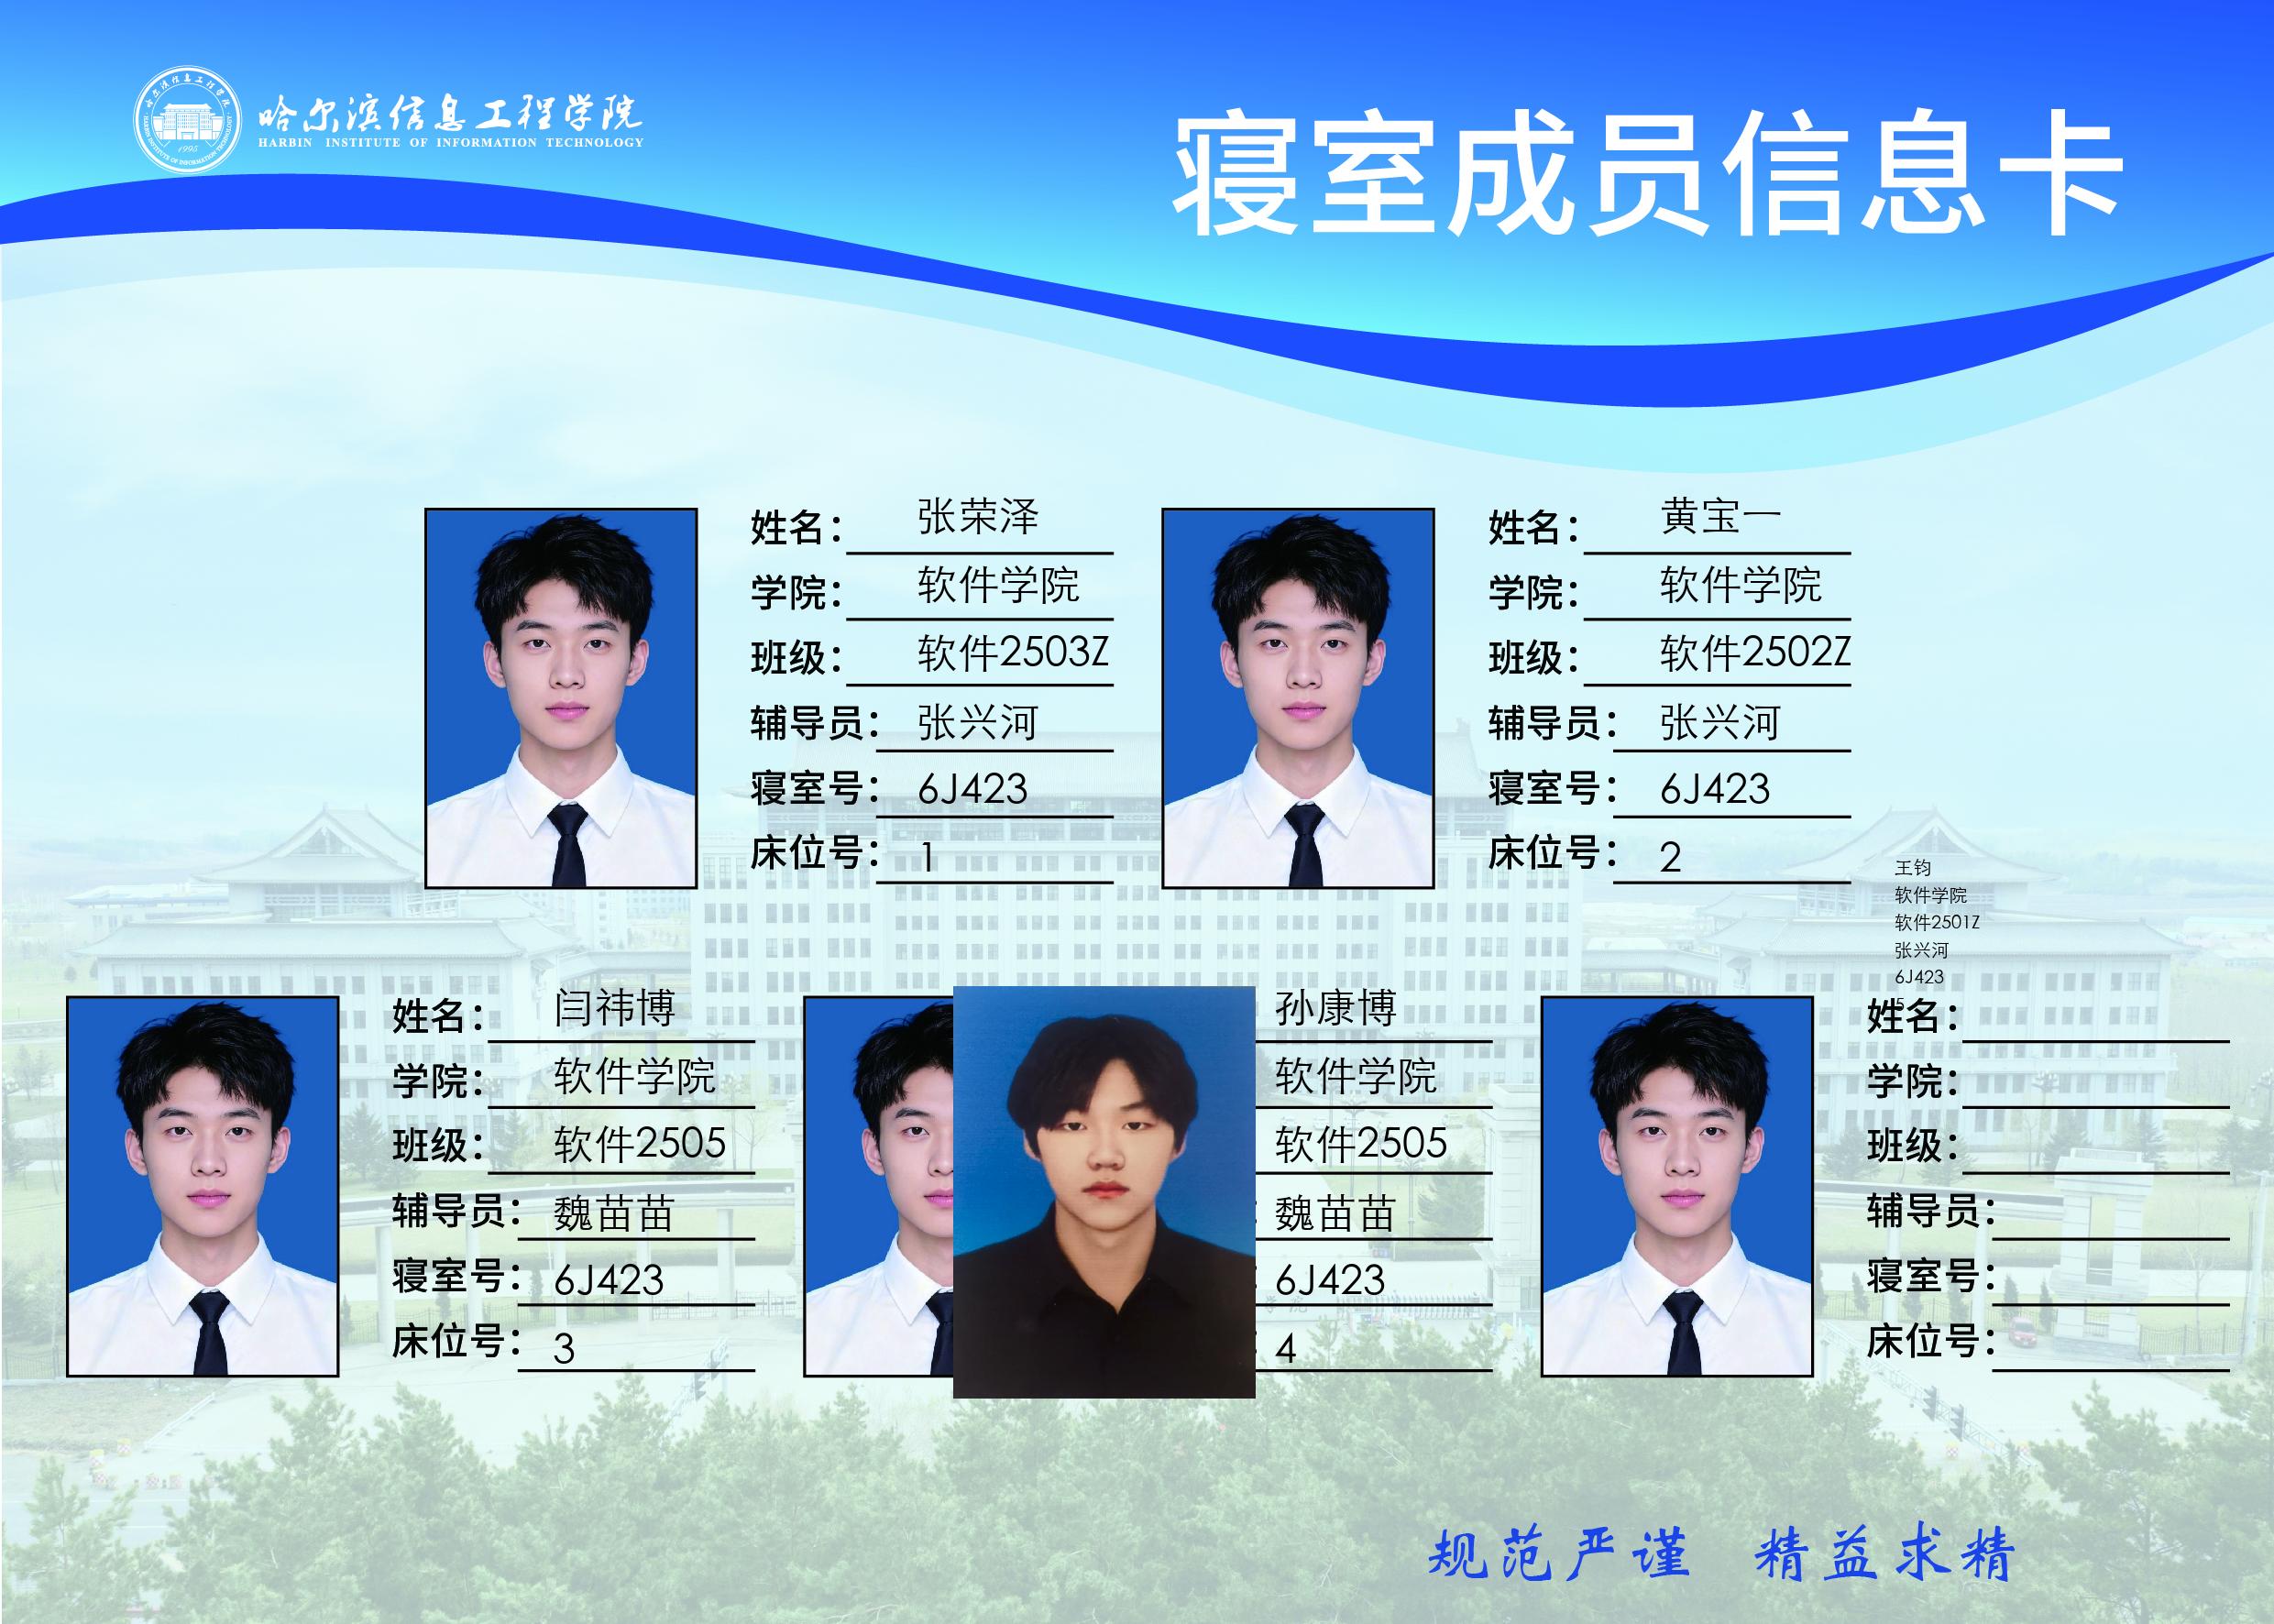 哈尔滨信息工程学院
HARBIN INSTITUTE OF INFORMATION TECHNOLOGY
1995
寝室成员信息卡
姓名： 张荣泽
学院： 软件学院
班级： 软件2503Z
辅导员： 张兴河
寝室号： 6J423
床位号： 1
姓名： 黄宝一
学院： 软件学院
班级： 软件2502Z
辅导员： 张兴河
寝室号： 6J423
床位号： 2
王钧
软件学院
软件2501Z
张兴河
6J423
5
姓名： 闫祎博
学院： 软件学院
班级： 软件2505
辅导员： 魏苗苗
寝室号： 6J423
床位号： 3
孙康博
软件学院
软件2505
魏苗苗
6J423
4
姓名：
学院：
班级：
辅导员：
寝室号：
床位号：
规范严谨 精益求精